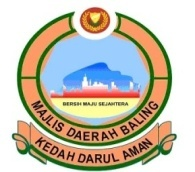 BERSIH MAJU SEJAHTERA
MAJLIS DAERAH BALING
KEDAH DARUL AMAN